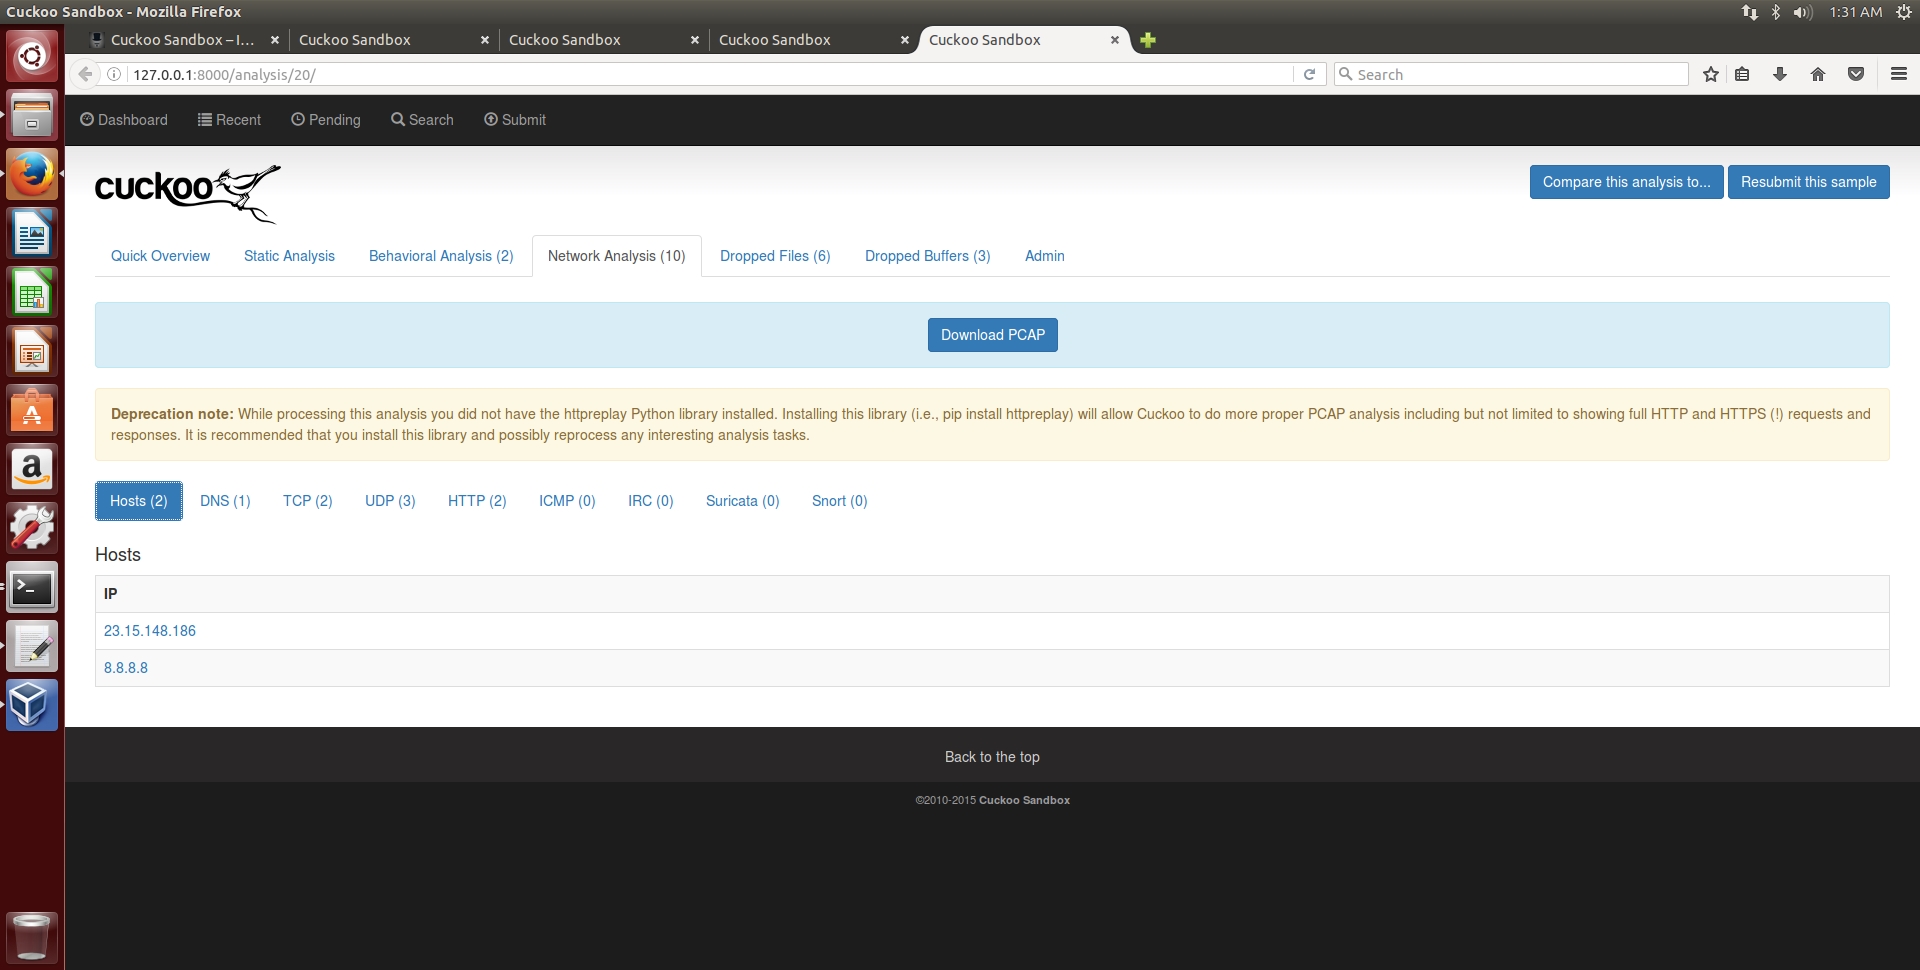 Cuckoo Sandbox - Mozilla Firefox
1:31 AM
Cuckoo Sandbox – I...
Cuckoo Sandbox
Cuckoo Sandbox
Cuckoo Sandbox
Cuckoo Sandbox
127.0.0.1:8000/analysis/20/
Search
Dashboard
Recent
Pending
Search
Submit
cuckoo
Compare this analysis to...
Resubmit this sample
Quick Overview
Static Analysis
Behavioral Analysis (2)
Network Analysis (10)
Dropped Files (6)
Dropped Buffers (3)
Admin
Download PCAP
Deprecation note: While processing this analysis you did not have the httpreplay Python library installed. Installing this library (i.e., pip install httpreplay) will allow Cuckoo to do more proper PCAP analysis including but not limited to showing full HTTP and HTTPS (!) requests and
responses. It is recommended that you install this library and possibly reprocess any interesting analysis tasks.
Hosts (2)
DNS (1)
TCP (2)
UDP (3)
HTTP (2)
ICMP (0)
IRC (0)
Suricata (0)
Snort (0)
Hosts
IP
23.15.148.186
8.8.8.8
Back to the top
©2010-2015 Cuckoo Sandbox